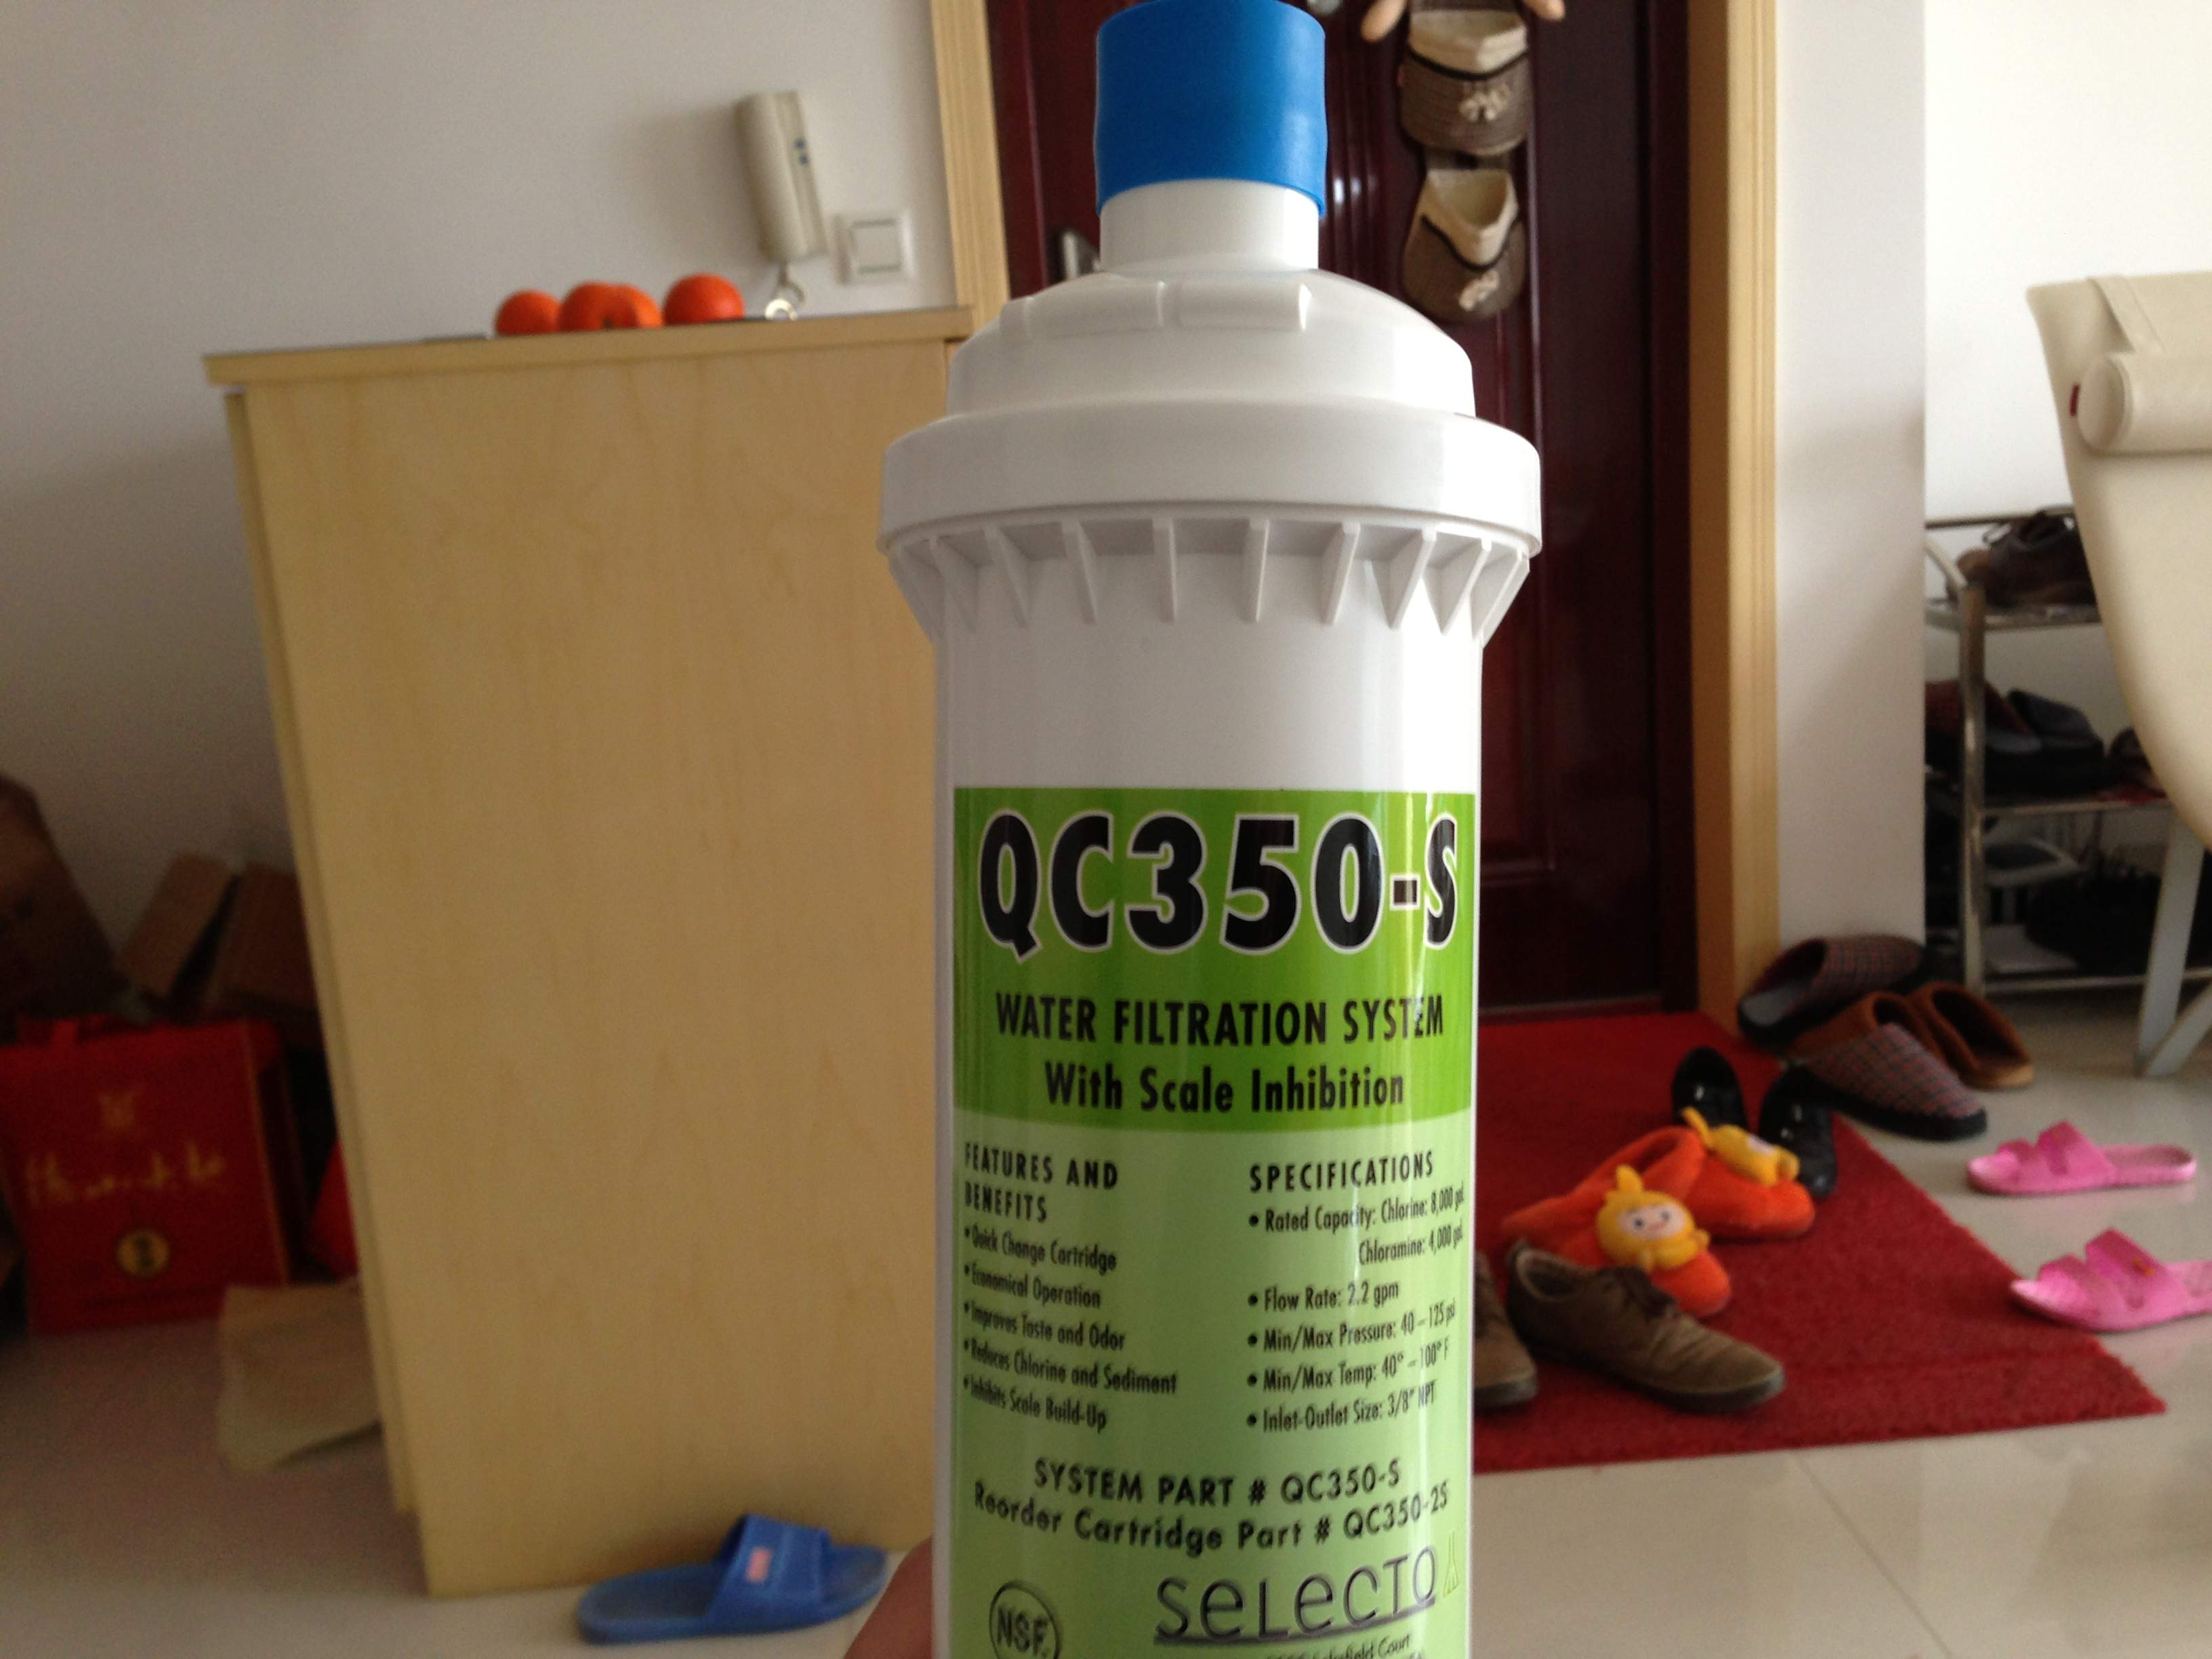 QC350-S
WATER FILTRATION SYSTEM
With Scale Inhibition
FEATURES AND
BENEFITS
• Quick Change Cartridge
• Economical Operation
• Improves Taste and Odor
• Reduces Chlorine and Sediment
• Inhibits Scale Build-Up
SPECIFICATIONS
• Rated Capacity: Chlorine: 8,000 gal.
Chloramine: 4,000 gal.
• Flow Rate: 2.2 gpm
• Min/Max Pressure: 40 – 125 psi
• Min/Max Temp: 40° – 100° F
• Inlet-Outlet Size: 3/8" NPT
SYSTEM PART # QC350-S
Reorder Cartridge Part # QC350-2S
NSF.
SELECTO
Court